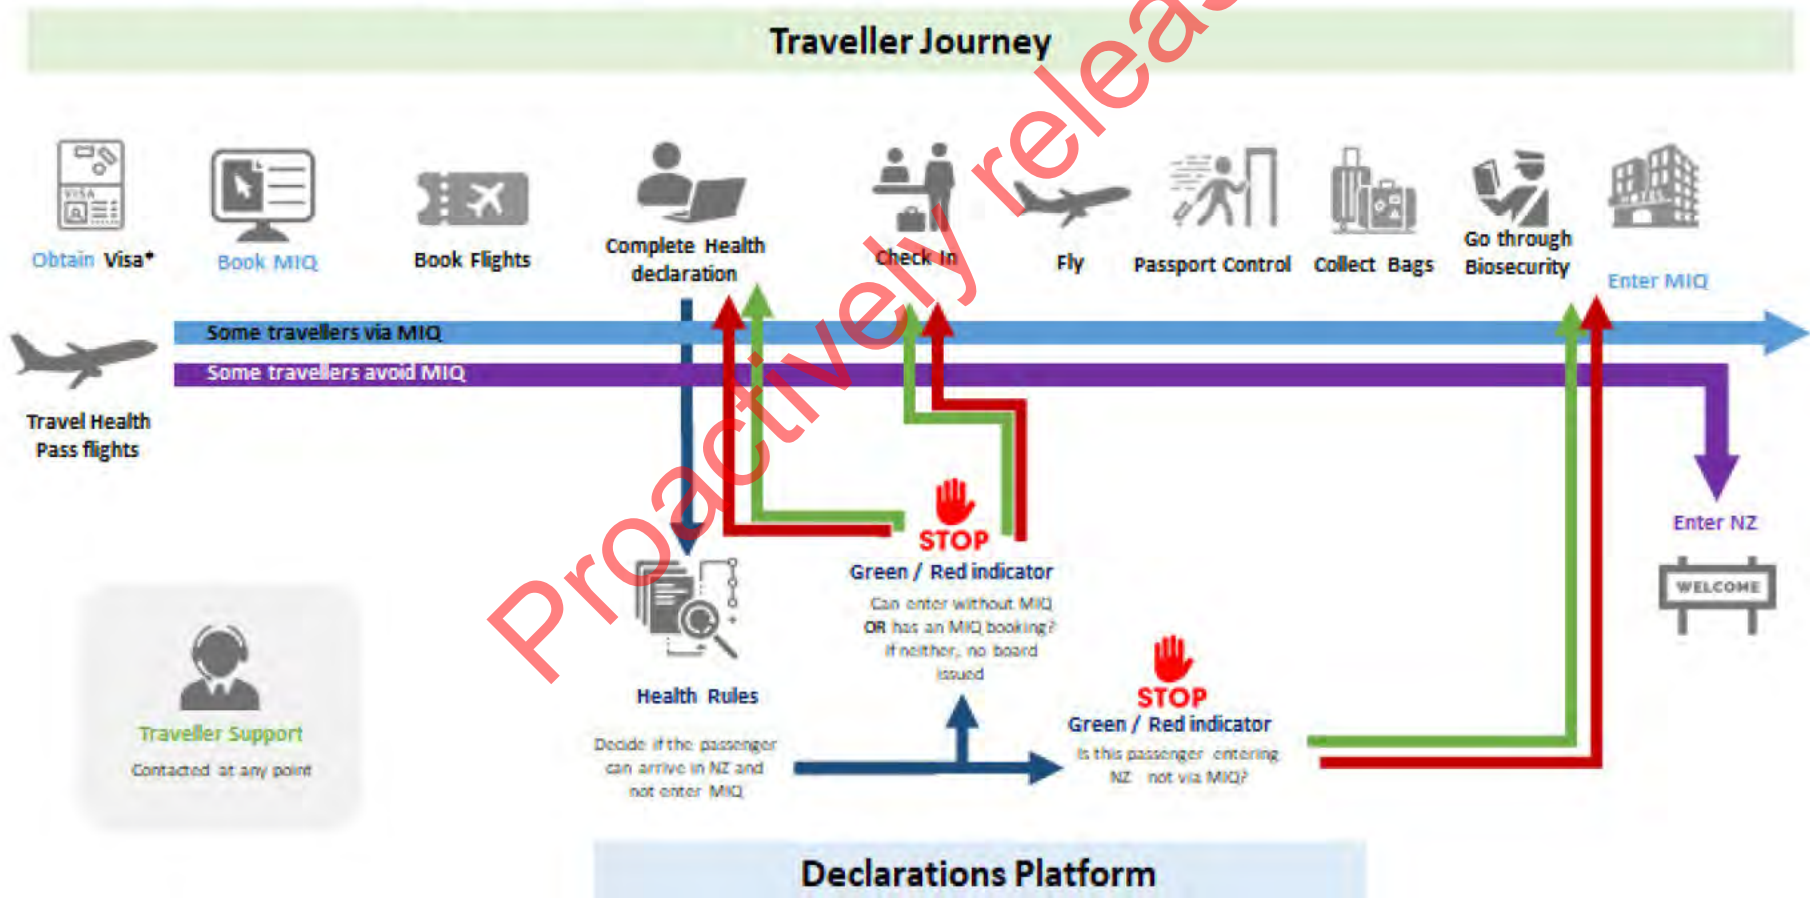 Traveller Journey
VISA
HOTEL
Obtain Visa*
Book MIQ
Book Flights
Complete Health
declaration
Check In
Fly
Passport Control
Collect Bags
Go through
Biosecurity
Enter MIQ
Some travellers via MIQ
Some travellers avoid MIQ
Travel Health
Pass flights
STOP
Green / Red indicator
Can enter without MIQ
OR has an MIQ booking?
If neither, no board
issued
Enter NZ
WELCOME
STOP
Green / Red indicator
Is this passenger entering
NZ not via MIQ?
Health Rules
Decide if the passenger
can arrive in NZ and
not enter MIQ
Traveller Support
Contacted at any point
Declarations Platform
Proactively releas